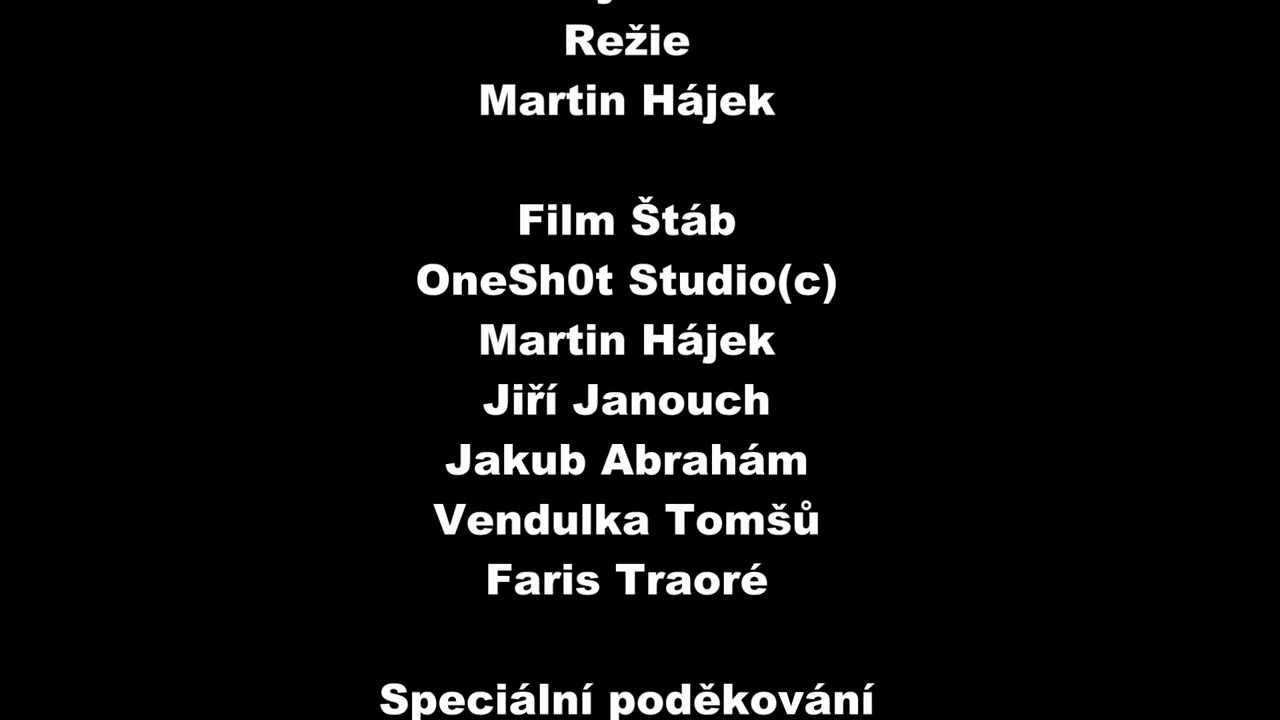 Režie
Martin Hájek
Film Štáb
OneSh0t Studio(c)
Martin Hájek
Jiří Janouch
Jakub Abrahám
Vendulka Tomšů
Faris Traoré
Speciální poděkování